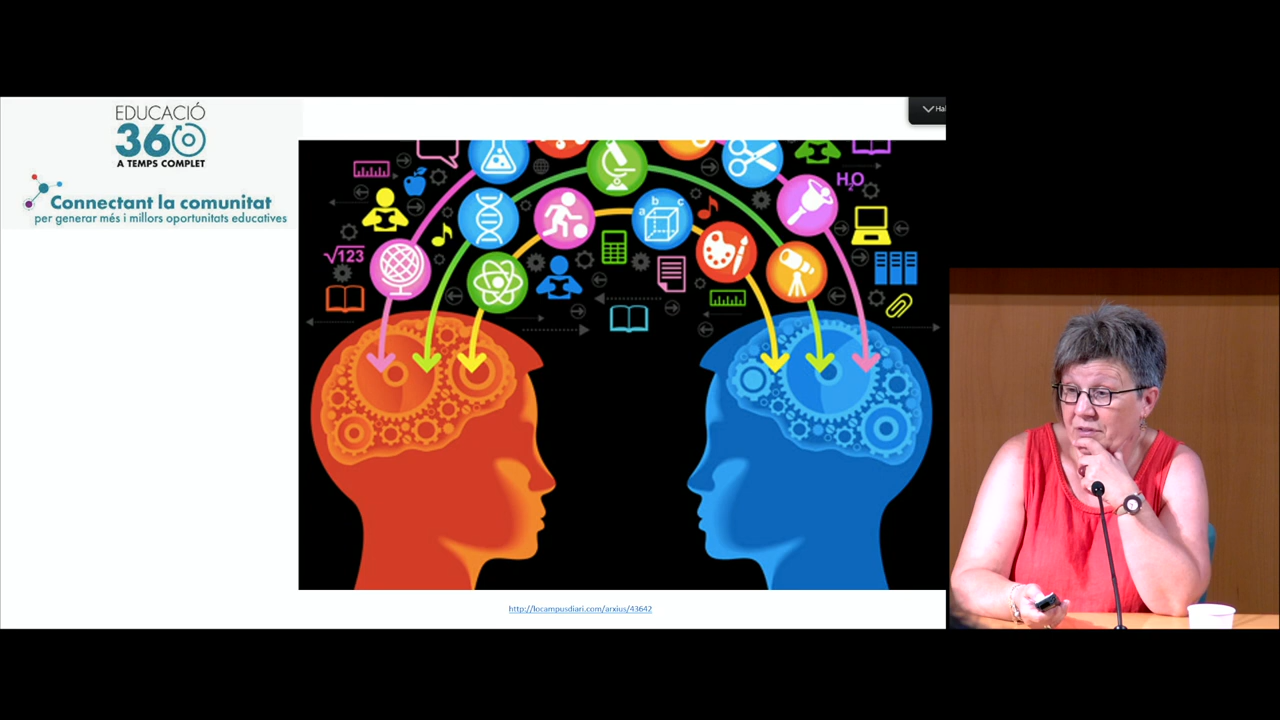 EDUCACIÓ
360
A TEMPS COMPLET
Connectant la comunitat
per generar més i millors oportunitats educatives
H₂O
a b c
√123
http://locampusdiari.com/arxius/43642